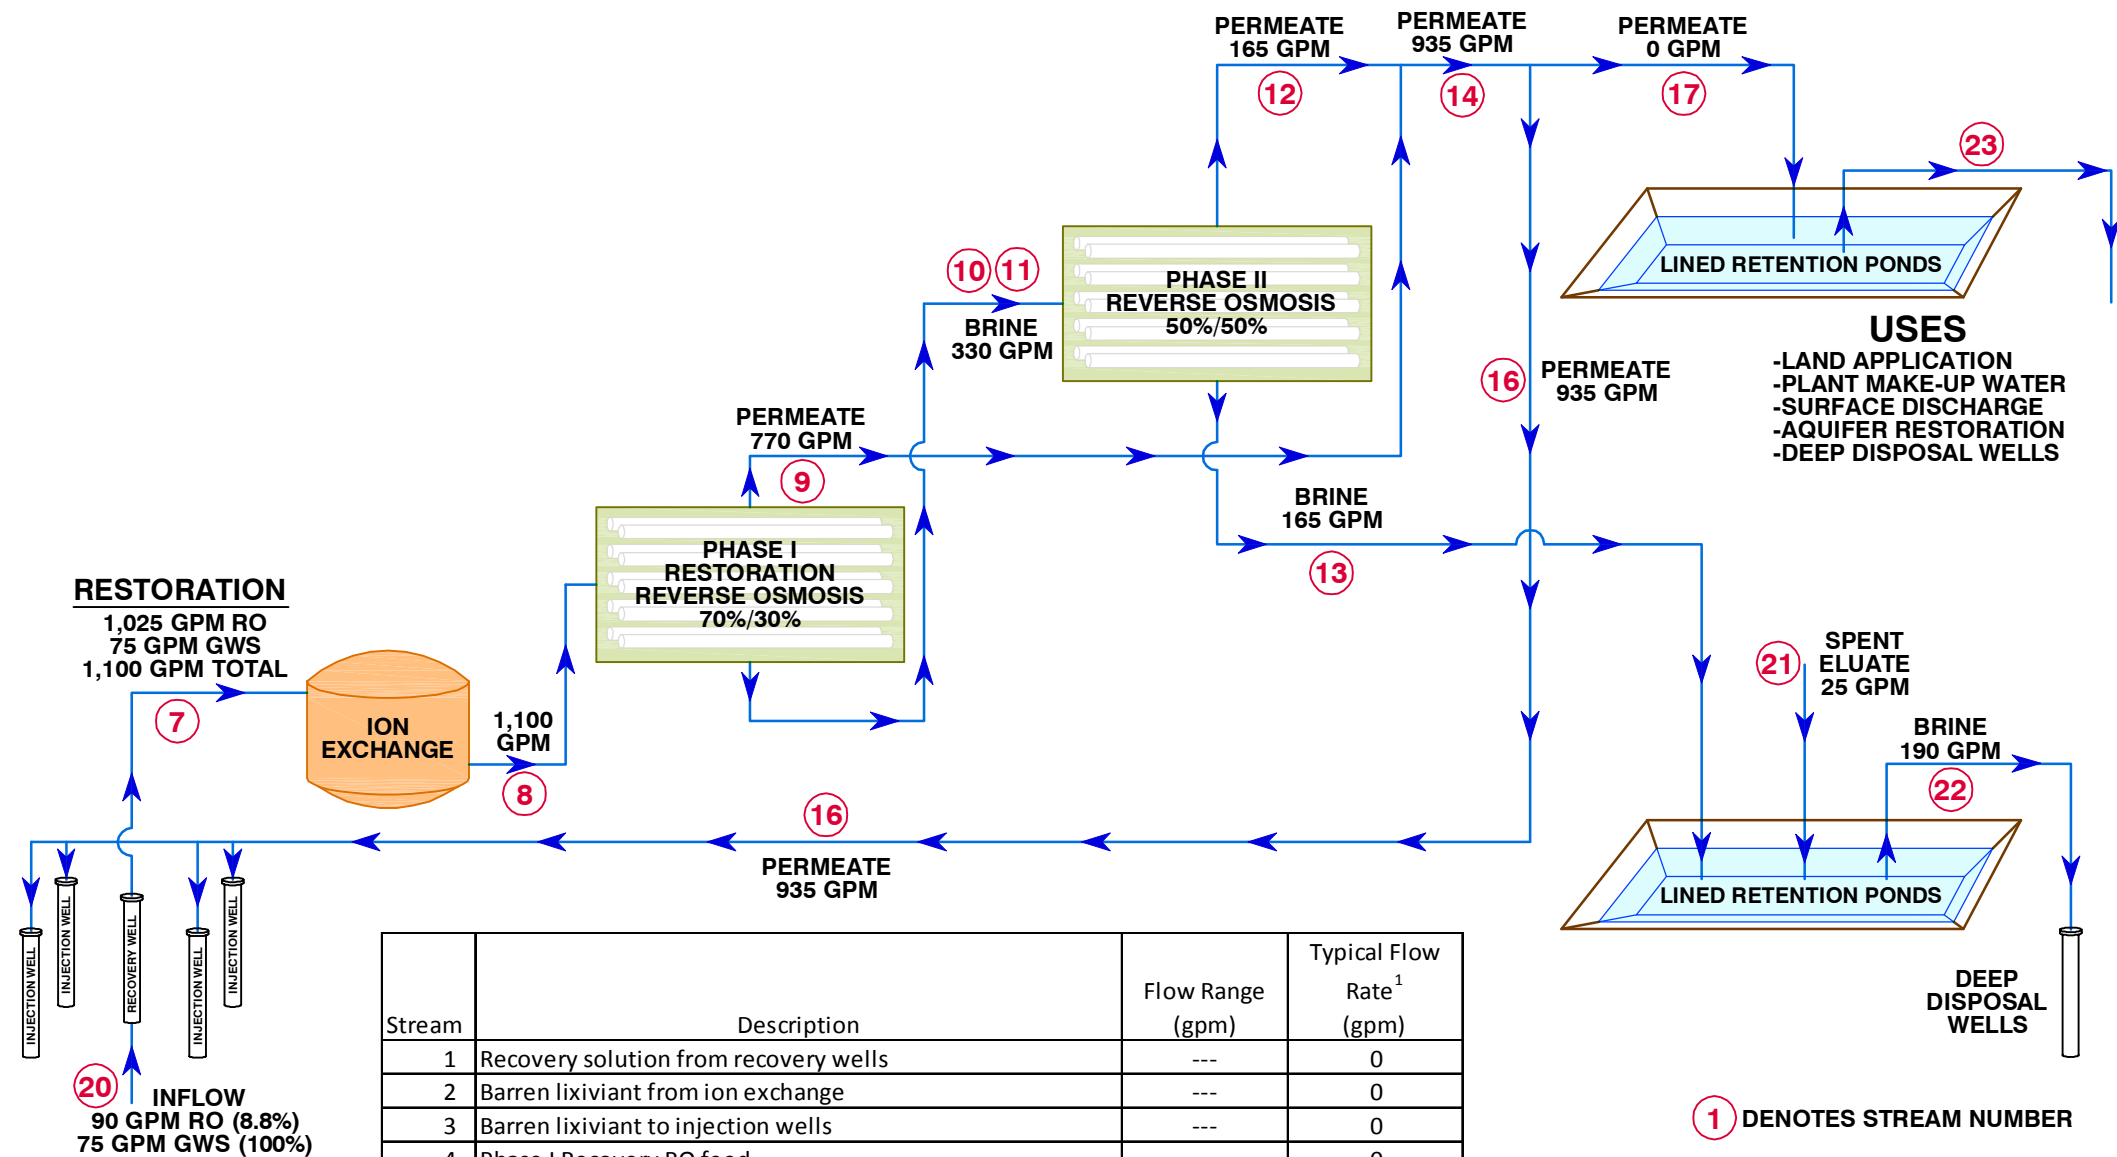 PERMEATE
165 GPM
12
PERMEATE
935 GPM
14
PERMEATE
0 GPM
17
23
LINED RETENTION PONDS
USES
-LAND APPLICATION
-PLANT MAKE-UP WATER
-SURFACE DISCHARGE
-AQUIFER RESTORATION
-DEEP DISPOSAL WELLS
10 11
BRINE
330 GPM
PHASE II
REVERSE OSMOSIS
50%/50%
16
PERMEATE
935 GPM
PERMEATE
770 GPM
9
BRINE
165 GPM
13
PHASE I
RESTORATION
REVERSE OSMOSIS
70%/30%
RESTORATION
1,025 GPM RO
75 GPM GWS
1,100 GPM TOTAL
7
ION
EXCHANGE
1,100
GPM
8
21
SPENT
ELUATE
25 GPM
BRINE
190 GPM
22
LINED RETENTION PONDS
DEEP
DISPOSAL
WELLS
16
PERMEATE
935 GPM
INJECTION WELL
INJECTION WELL
RECOVERY WELL
INJECTION WELL
INJECTION WELL
20
INFLOW
90 GPM RO (8.8%)
75 GPM GWS (100%)
Stream Description Flow Range (gpm) Typical Flow Rate1 (gpm)
1 Recovery solution from recovery wells --- 0
2 Barren lixiviant from ion exchange --- 0
3 Barren lixiviant to injection wells --- 0
4 Phase I Recovery RO feed 0
1 DENOTES STREAM NUMBER